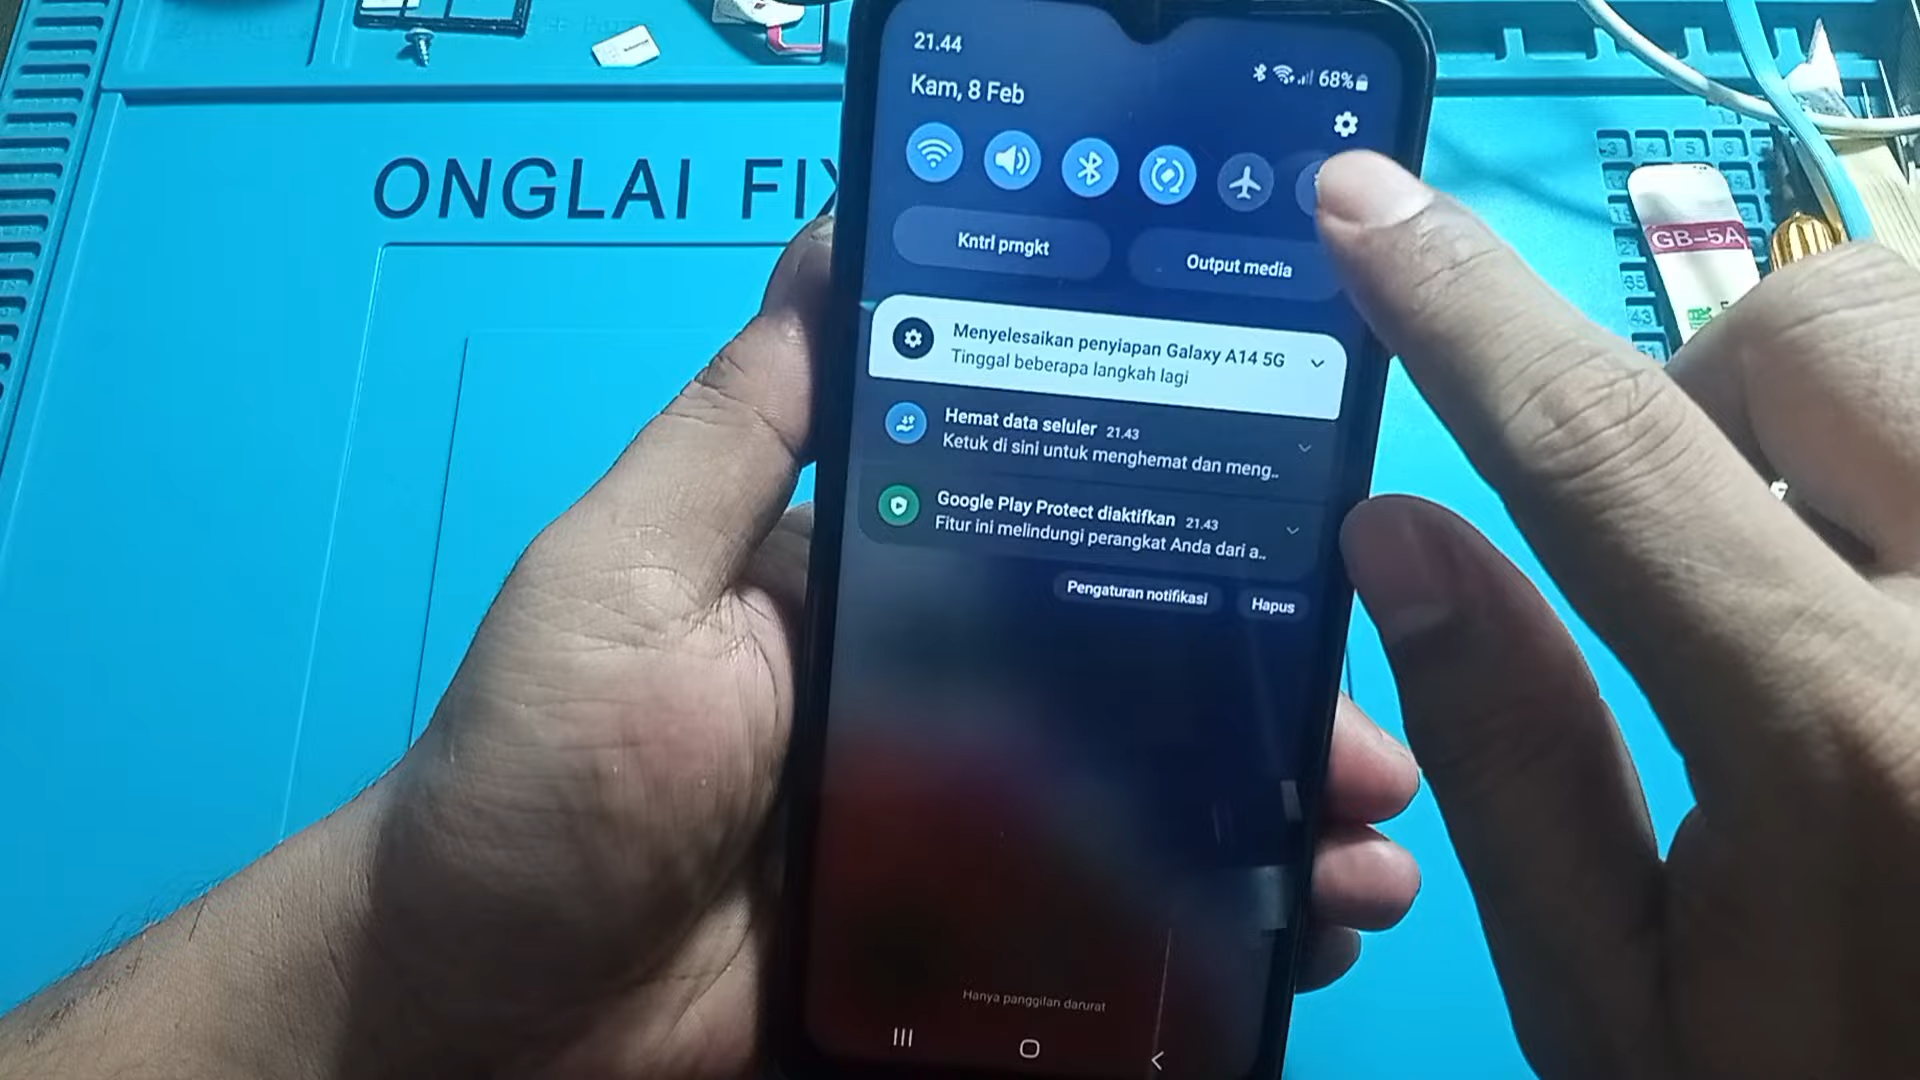 21.44
68%
Kam, 8 Feb
ONGLAI FIX
Kntrl prngkt
Output media
Menyelesaikan penyiapan Galaxy A14 5G
Tinggal beberapa langkah lagi
Hemat data seluler 21.43
Ketuk di sini untuk menghemat dan meng..
Google Play Protect diaktifkan 21.43
Fitur ini melindungi perangkat Anda dari a..
Pengaturan notifikasi
Hapus
Hanya panggilan darurat
GB-5A